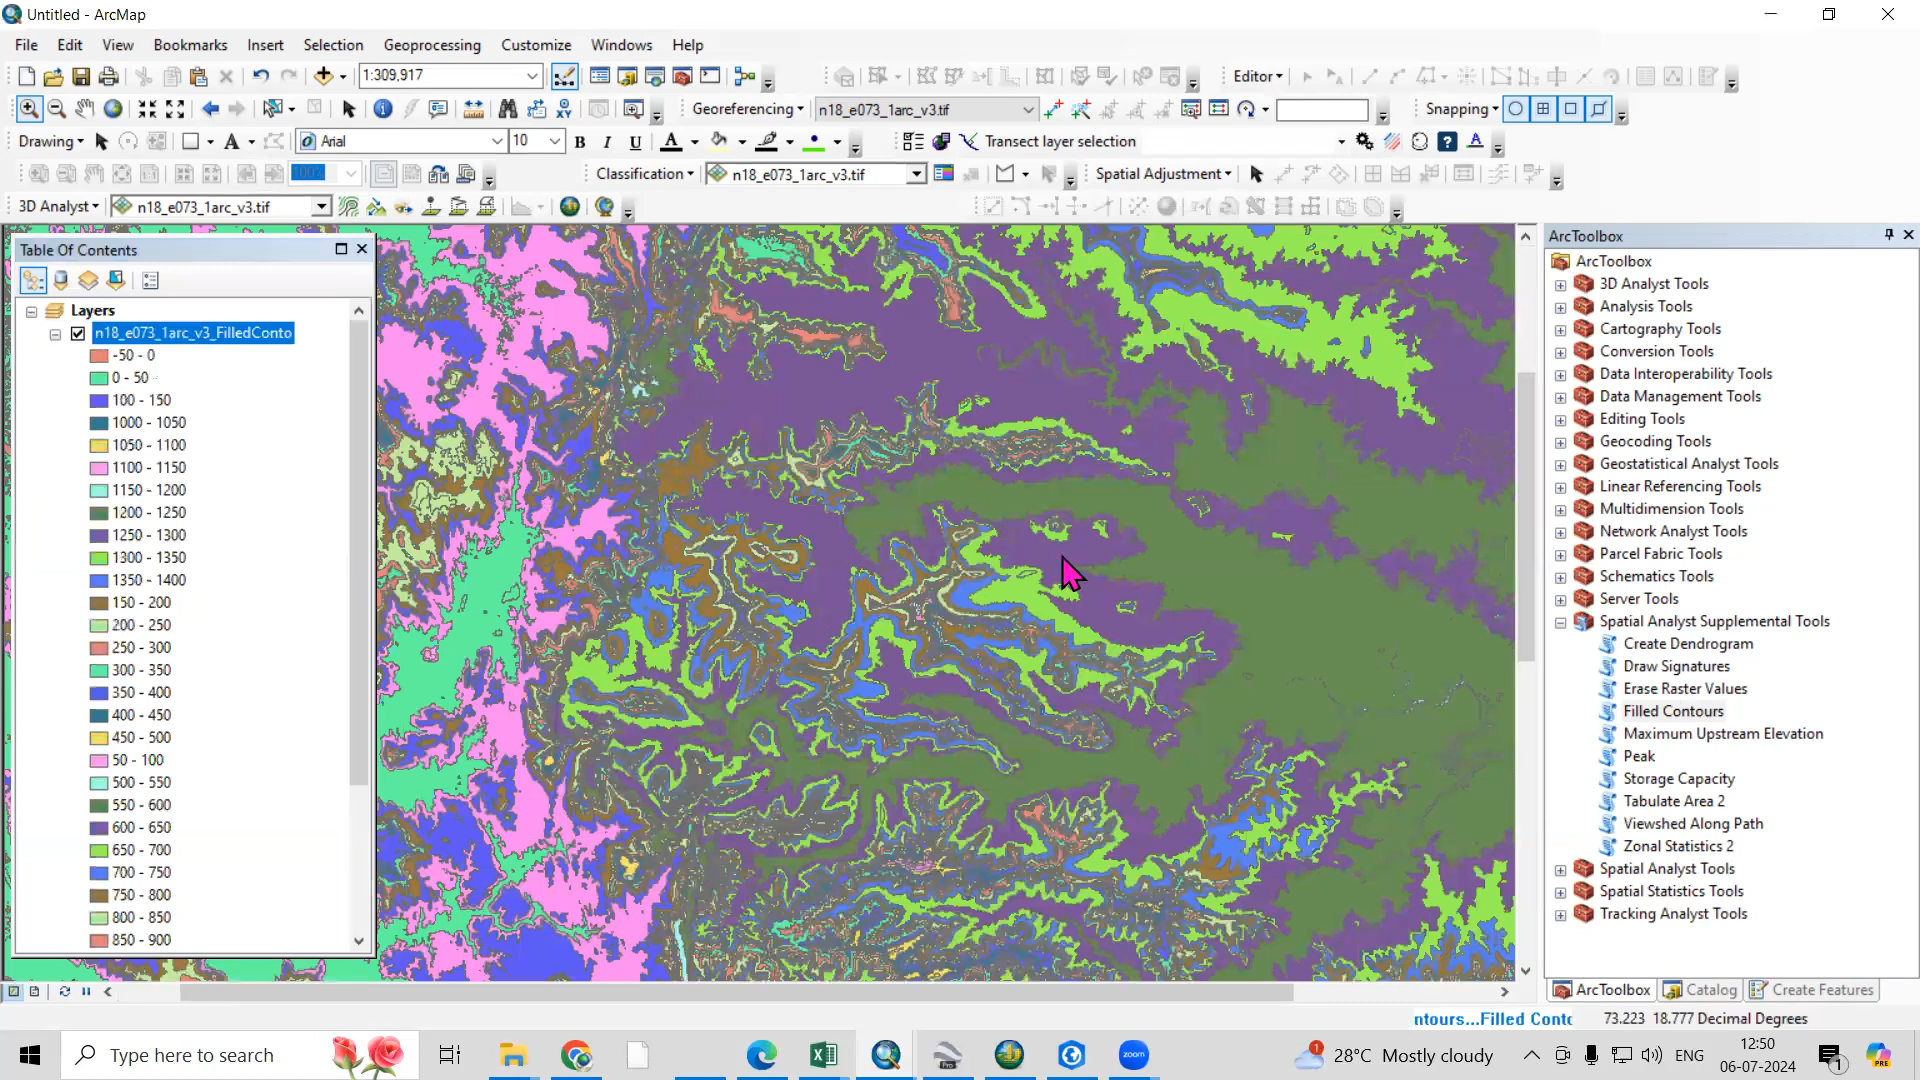 Untitled - ArcMap
File Edit View Bookmarks Insert Selection Geoprocessing Customize Windows Help
1:309,917 Editor
Georeferencing n18_e073_1arc_v3.tif Snapping
Drawing Arial 10 B I U A Transect layer selection
100% Classification n18_e073_1arc_v3.tif Spatial Adjustment
3D Analyst n18_e073_1arc_v3.tif
Table Of Contents
Layers
n18_e073_1arc_v3_FilledConto
-50 - 0
0 - 50
100 - 150
1000 - 1050
1050 - 1100
1100 - 1150
1150 - 1200
1200 - 1250
1250 - 1300
1300 - 1350
1350 - 1400
150 - 200
200 - 250
250 - 300
300 - 350
350 - 400
400 - 450
450 - 500
50 - 100
500 - 550
550 - 600
600 - 650
650 - 700
700 - 750
750 - 800
800 - 850
850 - 900
ArcToolbox
ArcToolbox
3D Analyst Tools
Analysis Tools
Cartography Tools
Conversion Tools
Data Interoperability Tools
Data Management Tools
Editing Tools
Geocoding Tools
Geostatistical Analyst Tools
Linear Referencing Tools
Multidimension Tools
Network Analyst Tools
Parcel Fabric Tools
Schematics Tools
Server Tools
Spatial Analyst Supplemental Tools
Create Dendrogram
Draw Signatures
Erase Raster Values
Filled Contours
Maximum Upstream Elevation
Peak
Storage Capacity
Tabulate Area 2
Viewshed Along Path
Zonal Statistics 2
Spatial Analyst Tools
Spatial Statistics Tools
Tracking Analyst Tools
ArcToolbox Catalog Create Features
ntours...Filled Conto 73.223 18.777 Decimal Degrees
Type here to search
zoom
28°C Mostly cloudy
ENG
12:50
06-07-2024